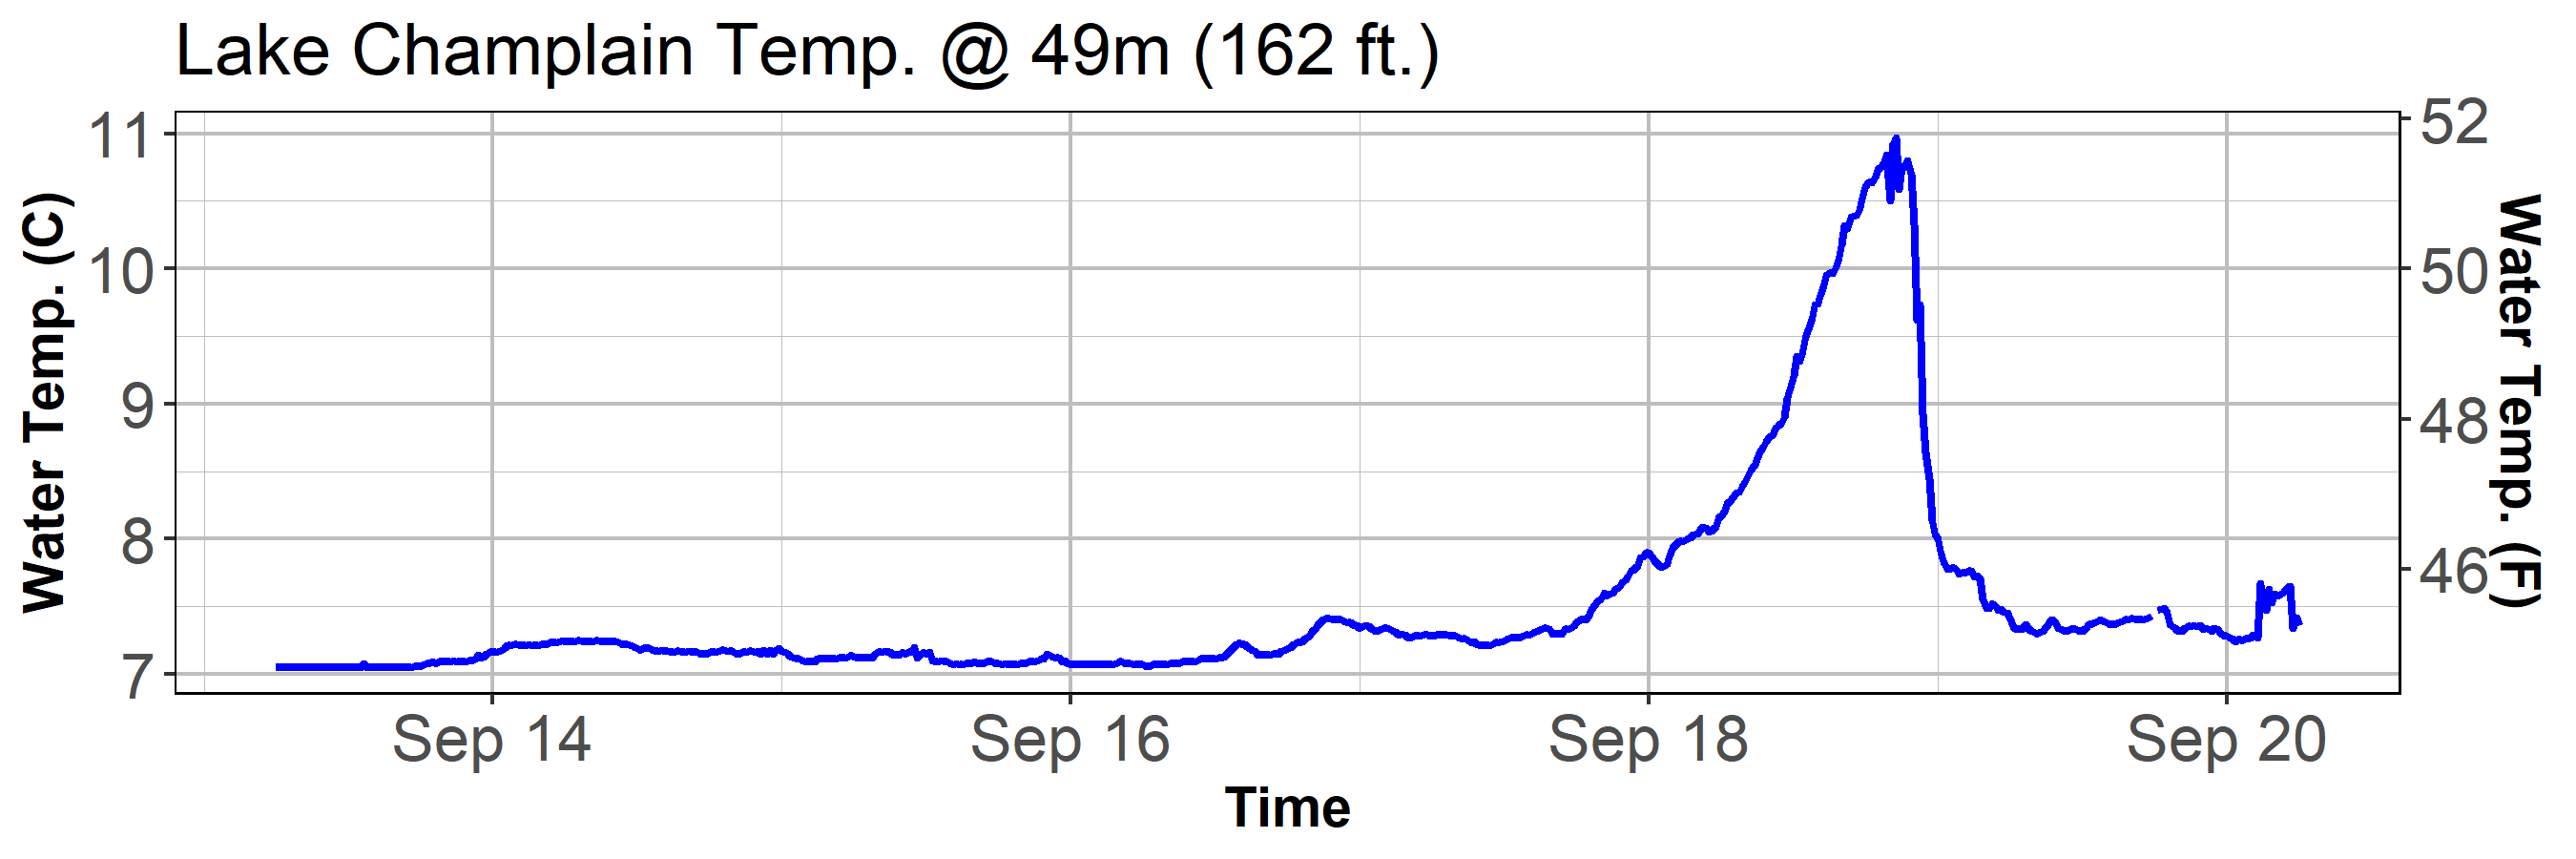 Lake Champlain Temp. @ 49m (162 ft.)
Water Temp. (C)
11
10
9
8
7
52
50
48
46
Water Temp. (F)
Sep 14 Sep 16 Sep 18 Sep 20
Time